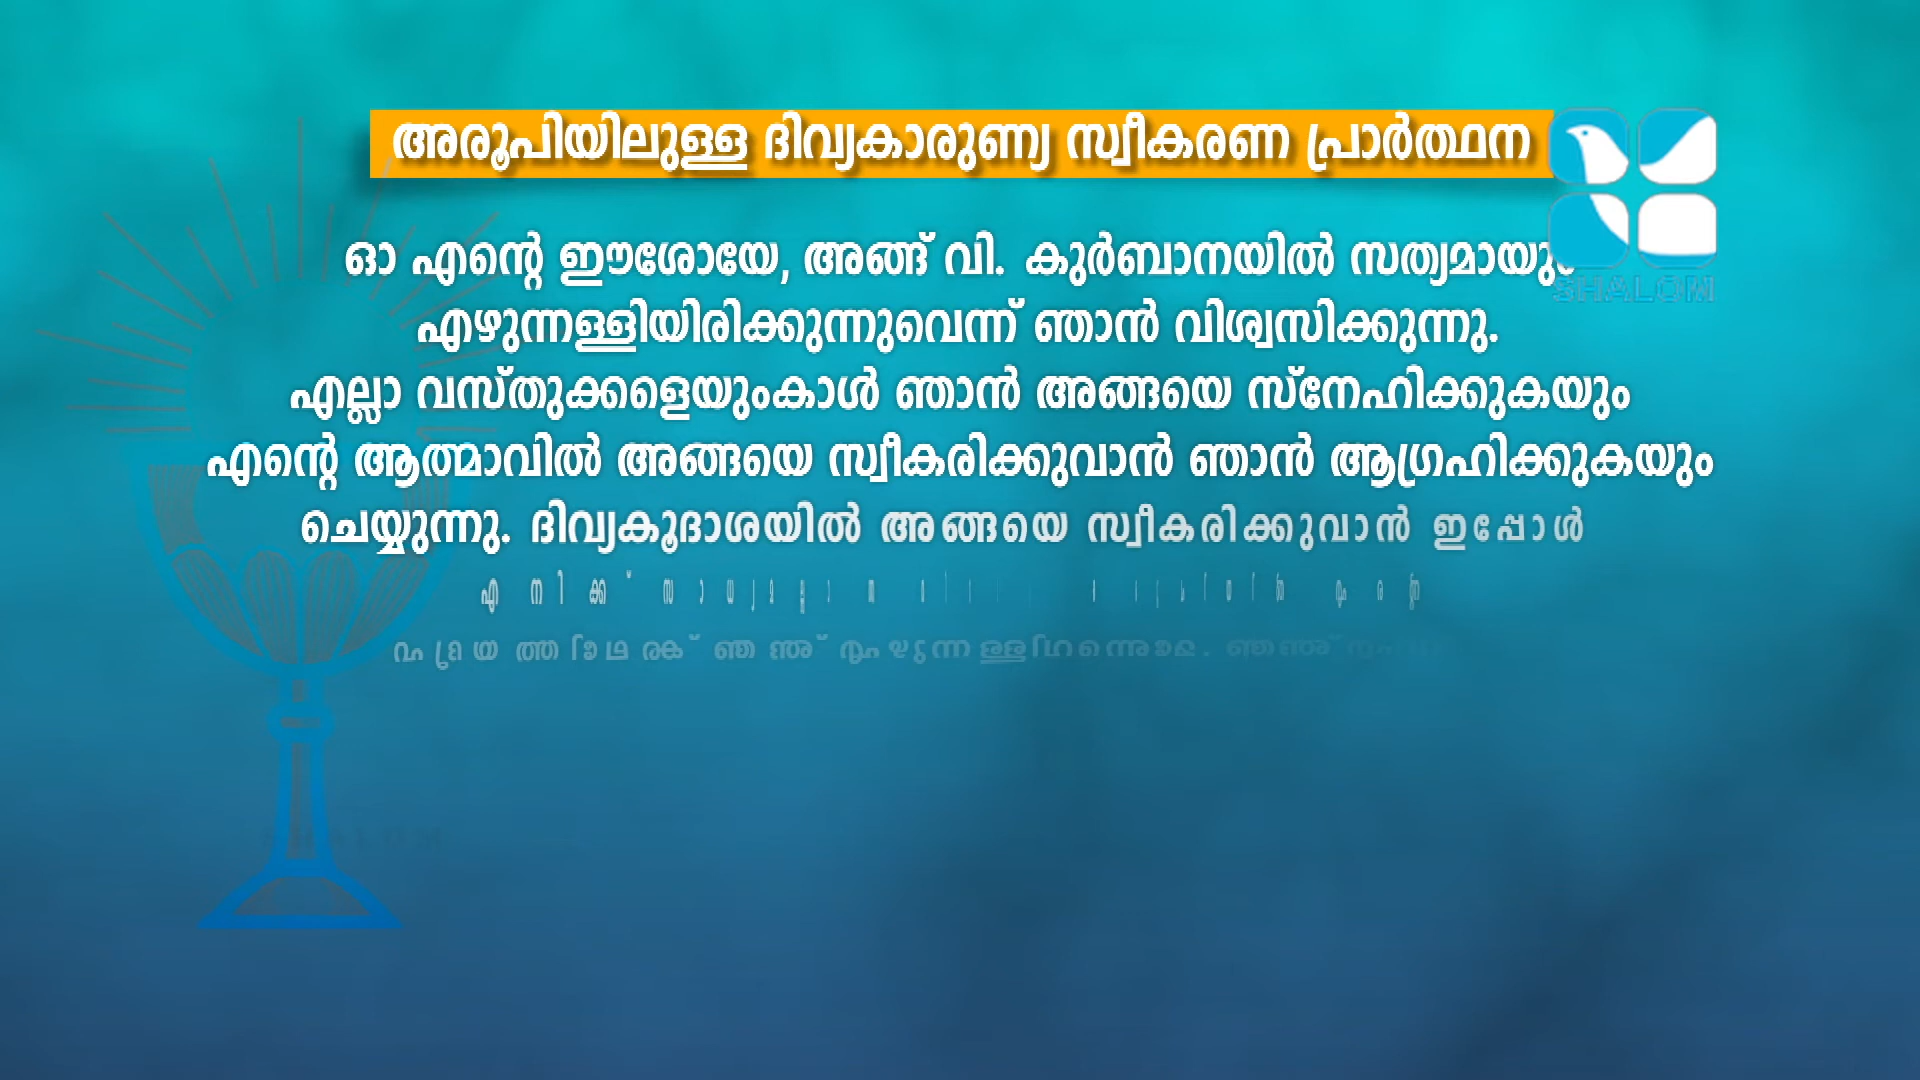 അരൂപിയിലുള്ള ദിവ്യകാരുണ്യ സ്വീകരണ പ്രാർത്ഥന
ഓ എന്റെ ഈശോയേ, അങ്ങ് വി. കുർബാനയിൽ സത്യമായും
എഴുന്നള്ളിയിരിക്കുന്നുവെന്ന് ഞാൻ വിശ്വസിക്കുന്നു.
എല്ലാ വസ്തുക്കളെയുംകാൾ ഞാൻ അങ്ങയെ സ്നേഹിക്കുകയും
എന്റെ ആത്മാവിൽ അങ്ങയെ സ്വീകരിക്കുവാൻ ഞാൻ ആഗ്രഹിക്കുകയും
ചെയ്യുന്നു. ദിവ്യകൂദാശയിൽ അങ്ങയെ സ്വീകരിക്കുവാൻ ഇപ്പോൾ
എനിക്ക്
SHALOM